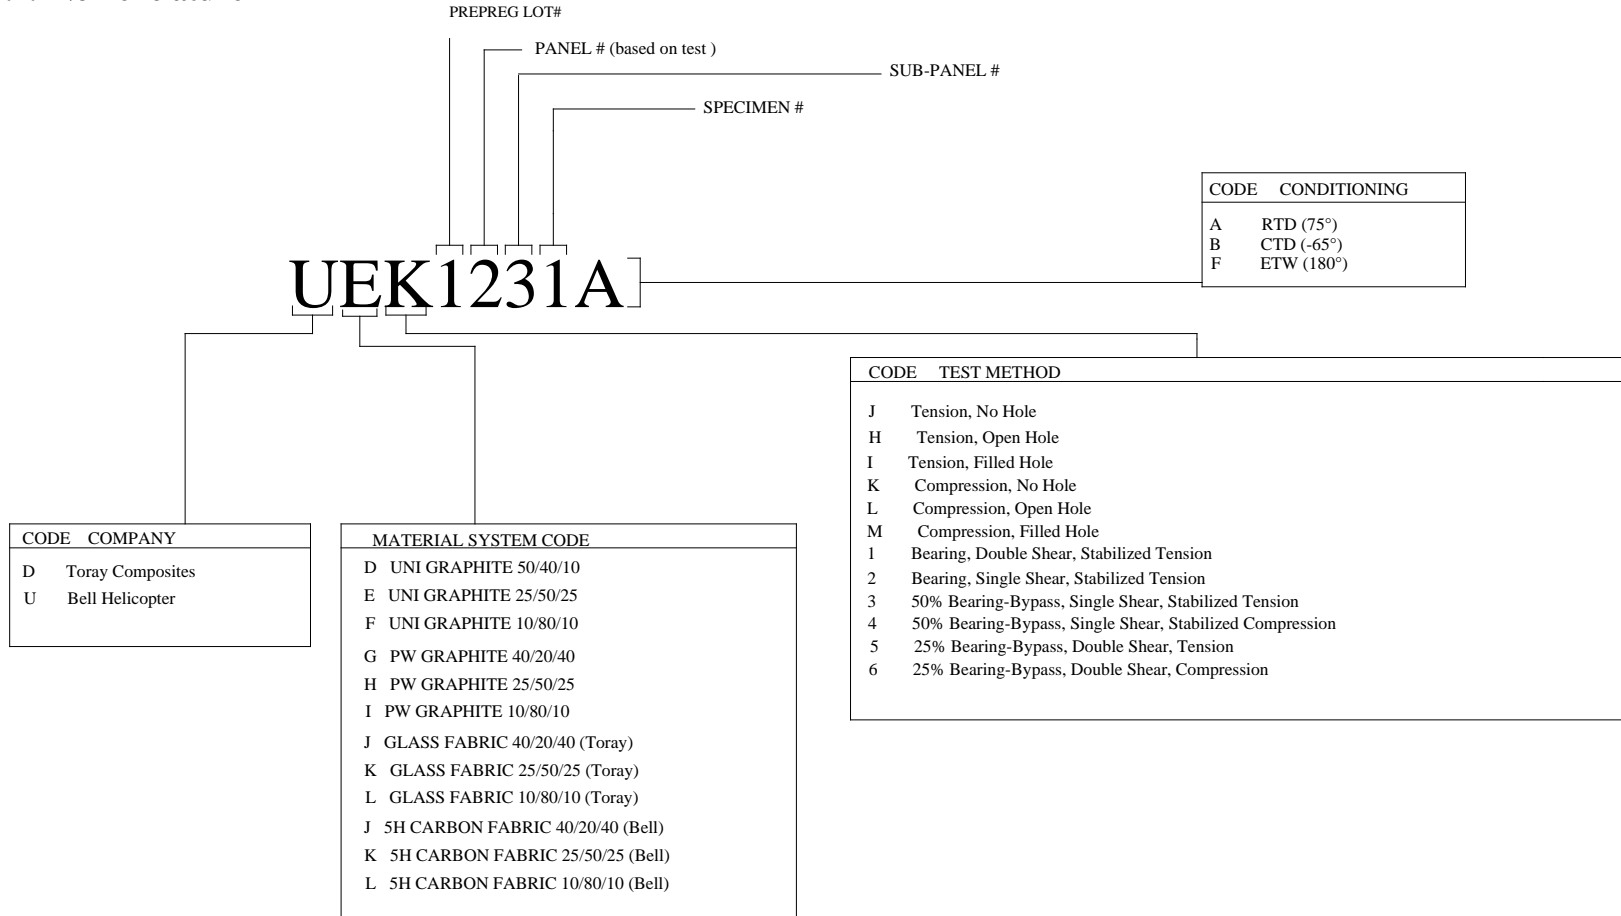 PREPREG LOT#
PANEL # (based on test )
SUB-PANEL #
SPECIMEN #
CODE CONDITIONING
A RTD (75°)
B CTD (-65°)
F ETW (180°)
UEK1231A
CODE TEST METHOD
J Tension, No Hole
H Tension, Open Hole
I Tension, Filled Hole
K Compression, No Hole
L Compression, Open Hole
M Compression, Filled Hole
1 Bearing, Double Shear, Stabilized Tension
2 Bearing, Single Shear, Stabilized Tension
3 50% Bearing-Bypass, Single Shear, Stabilized Tension
4 50% Bearing-Bypass, Single Shear, Stabilized Compression
5 25% Bearing-Bypass, Double Shear, Tension
6 25% Bearing-Bypass, Double Shear, Compression
CODE COMPANY
D Toray Composites
U Bell Helicopter
MATERIAL SYSTEM CODE
D UNI GRAPHITE 50/40/10
E UNI GRAPHITE 25/50/25
F UNI GRAPHITE 10/80/10
G PW GRAPHITE 40/20/40
H PW GRAPHITE 25/50/25
I PW GRAPHITE 10/80/10
J GLASS FABRIC 40/20/40 (Toray)
K GLASS FABRIC 25/50/25 (Toray)
L GLASS FABRIC 10/80/10 (Toray)
J 5H CARBON FABRIC 40/20/40 (Bell)
K 5H CARBON FABRIC 25/50/25 (Bell)
L 5H CARBON FABRIC 10/80/10 (Bell)